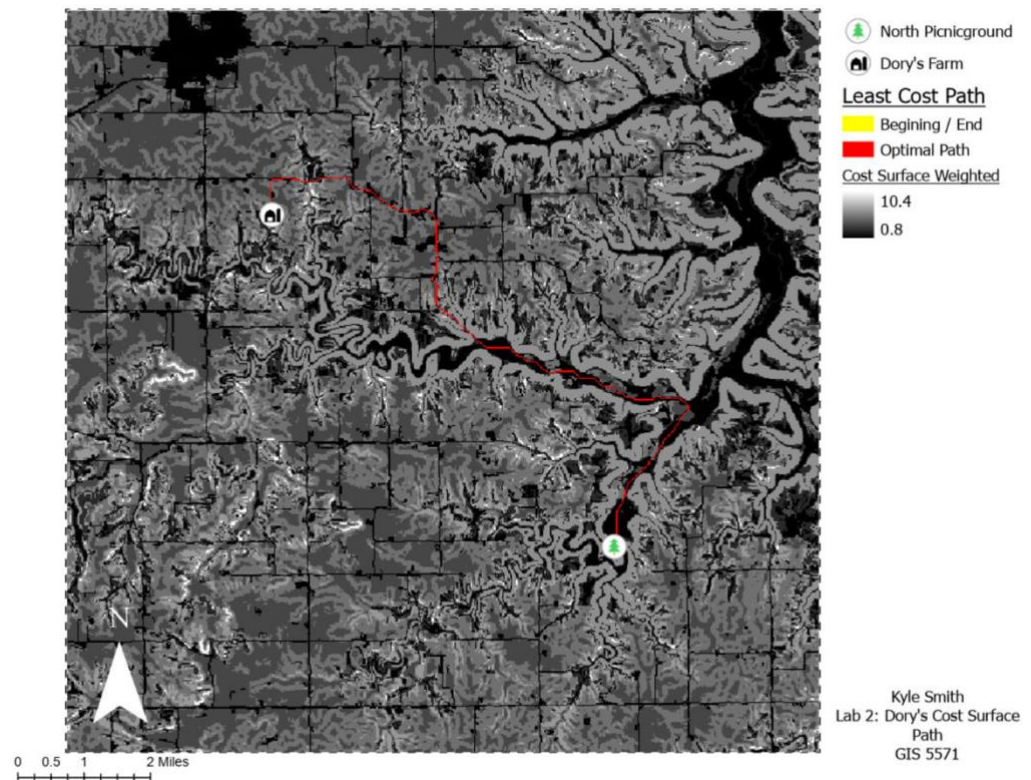 North Picnicground
Dory's Farm
Least Cost Path
Begining / End
Optimal Path
Cost Surface Weighted
10.4
0.8
N
0 0.5 1 2 Miles
Kyle Smith
Lab 2: Dory's Cost Surface
Path
GIS 5571